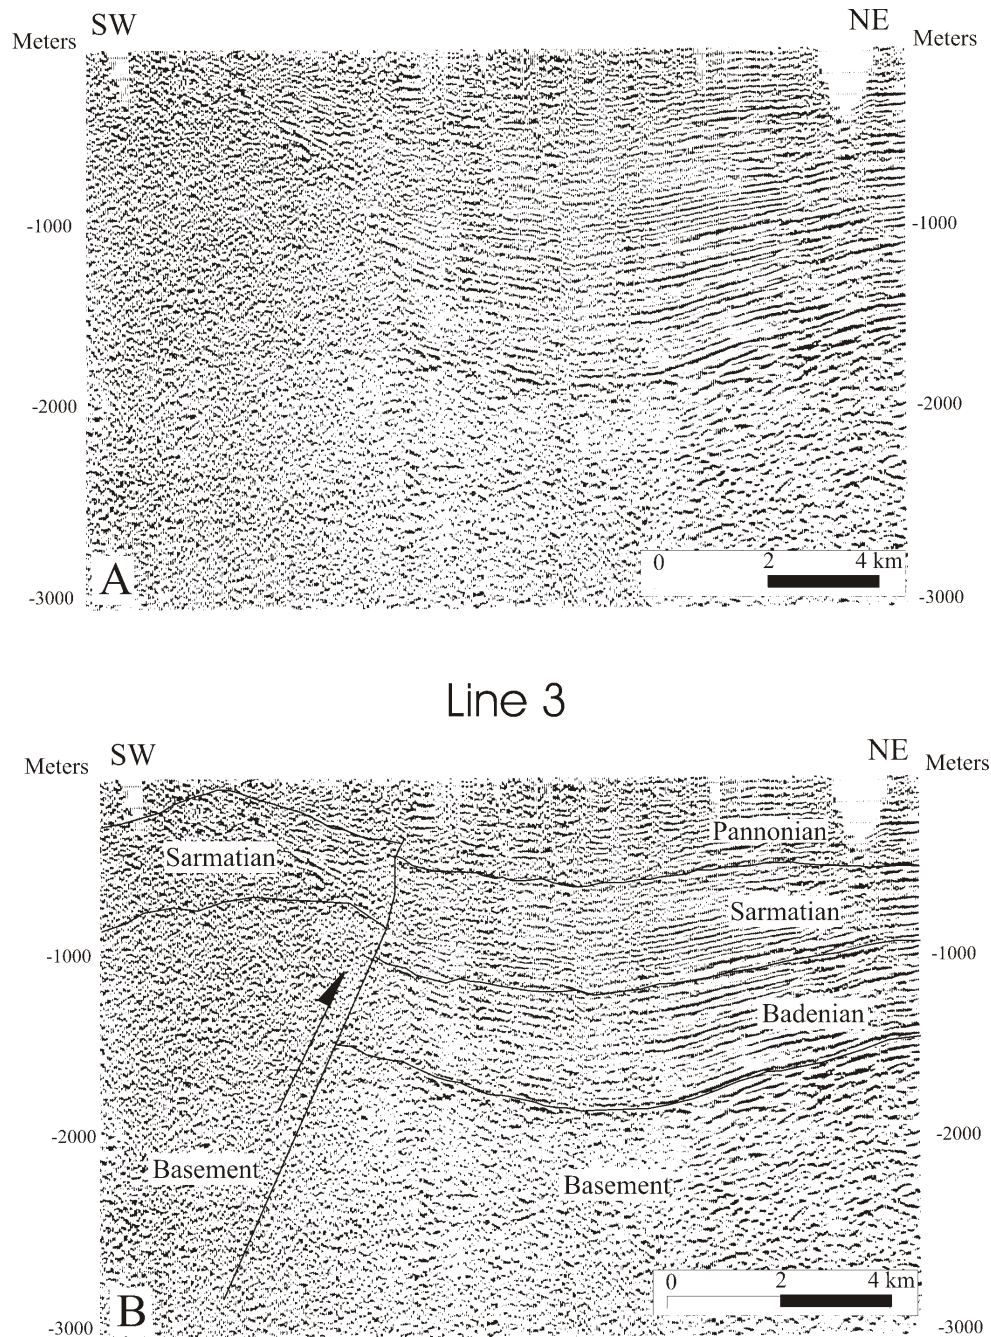 SW NE
Meters Meters
-1000 -1000
-2000 -2000
0 2 4 km
A
-3000 -3000
Line 3
SW NE
Meters Meters
Pannonian
Sarmatian
Sarmatian
-1000 -1000
Badenian
-2000 -2000
Basement
Basement
0 2 4 km
B
-3000 -3000